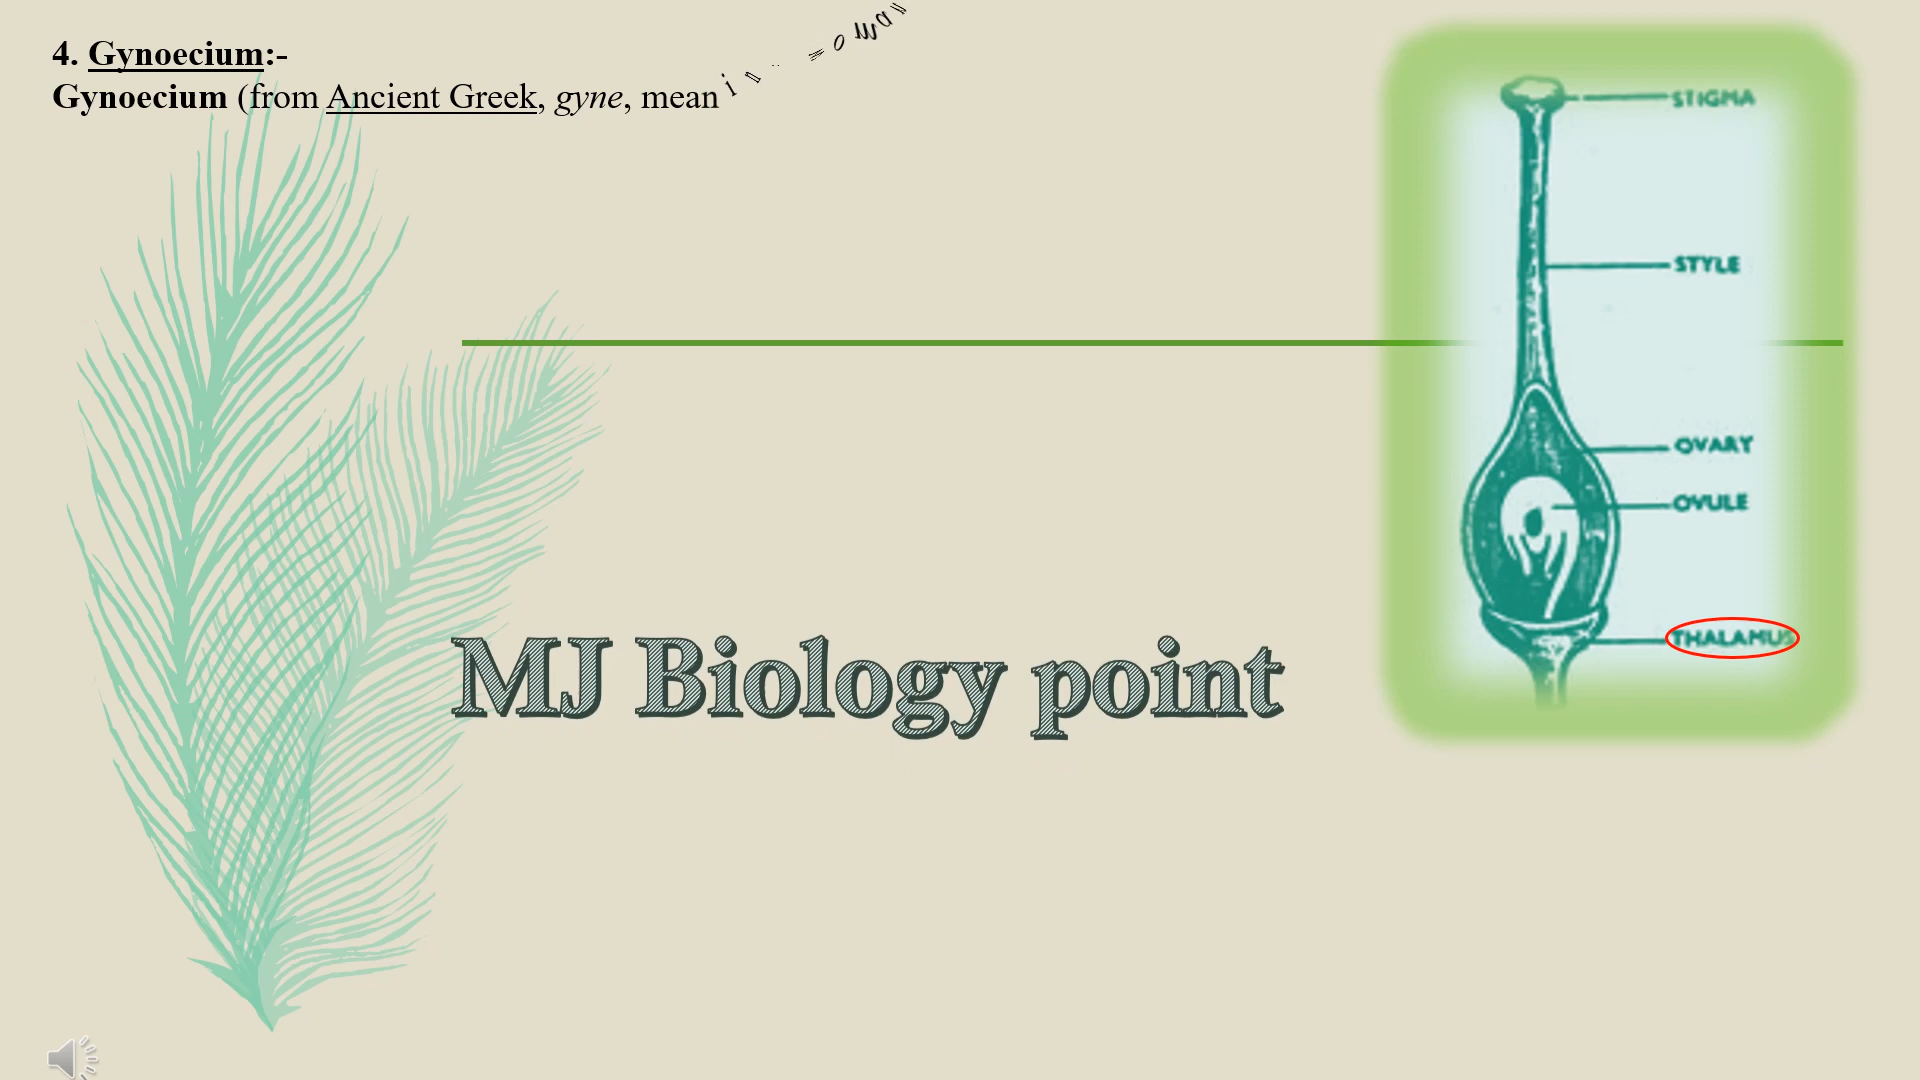 4. Gynoecium:-
Gynoecium (from Ancient Greek, gyne, mean
STIGMA
STYLE
OVARY
OVULE
THALAMUS
MJ Biology point